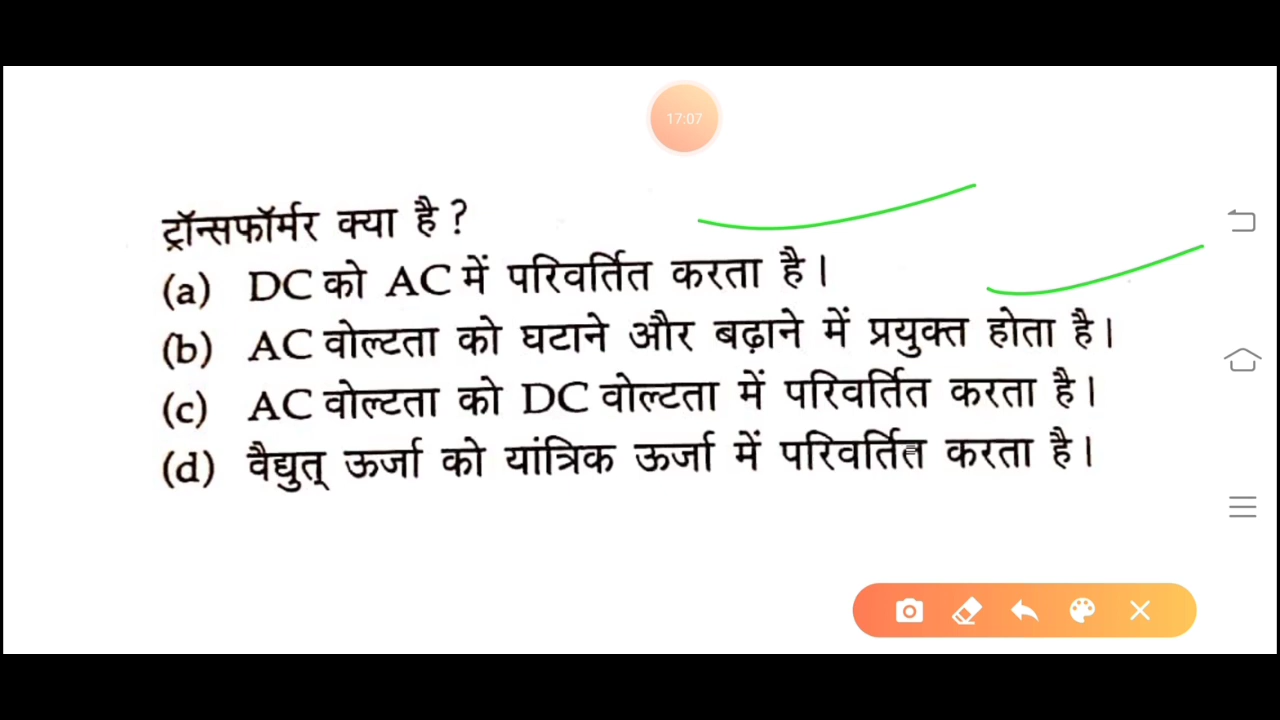 17:07
ट्रॉन्सफॉर्मर क्या है ?
(a) DC को AC में परिवर्तित करता है।
(b) AC वोल्टता को घटाने और बढ़ाने में प्रयुक्त होता है।
(c) AC वोल्टता को DC वोल्टता में परिवर्तित करता है।
(d) वैद्युत् ऊर्जा को यांत्रिक ऊर्जा में परिवर्तित करता है।